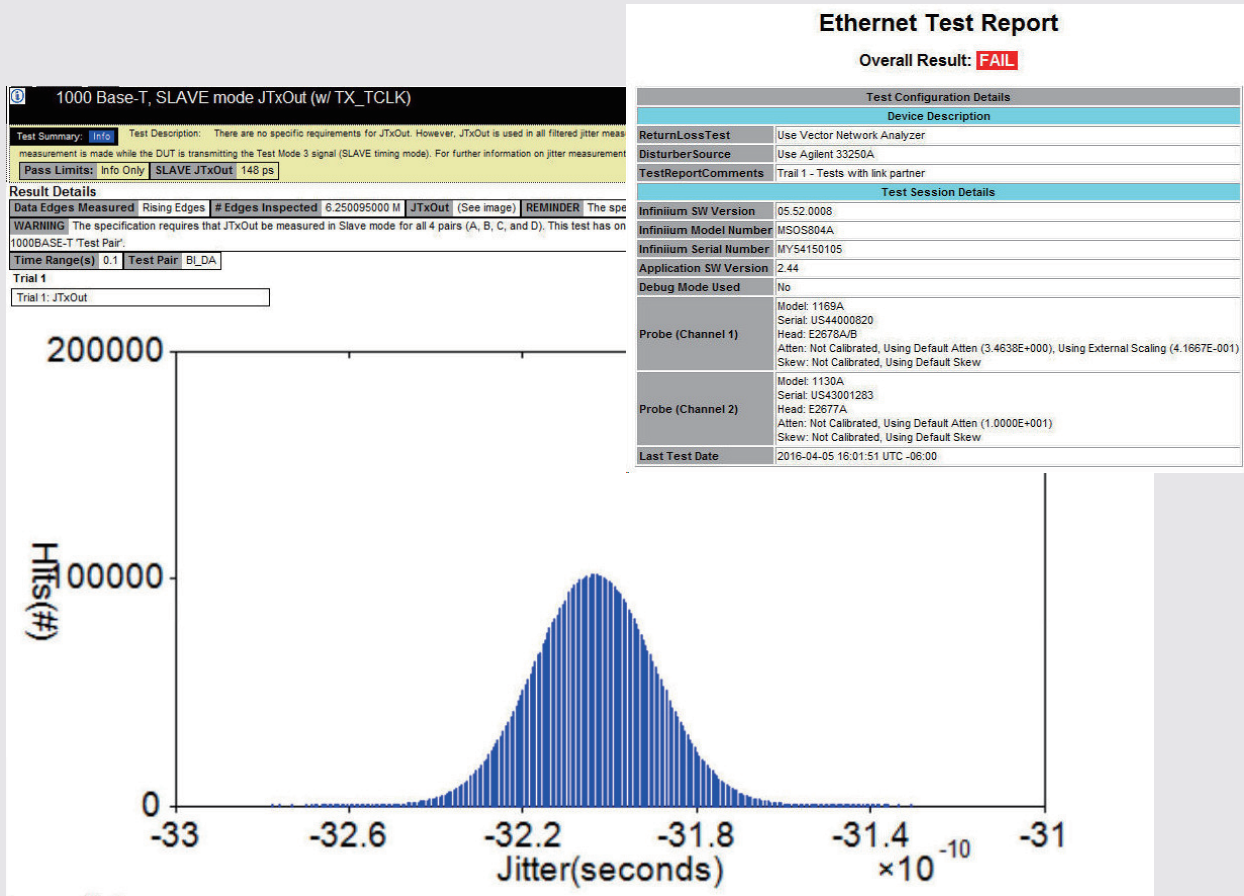 Ethernet Test Report
Overall Result: FAIL
Test Configuration Details
Device Description
ReturnLossTest Use Vector Network Analyzer
DisturberSource Use Agilent 33250A
TestReportComments Trail 1 - Tests with link partner
Test Session Details
Infiniium SW Version 05.52.0008
Infiniium Model Number MSOS804A
Infiniium Serial Number MY54150105
Application SW Version 2.44
Debug Mode Used No
Probe (Channel 1)
Model: 1169A
Serial: US44000820
Head: E2678A/B
Atten: Not Calibrated, Using Default Atten (3.4638E+000), Using External Scaling (4.1667E-001)
Skew: Not Calibrated, Using Default Skew
Probe (Channel 2)
Model: 1130A
Serial: US43001283
Head: E2677A
Atten: Not Calibrated, Using Default Atten (1.0000E+001)
Skew: Not Calibrated, Using Default Skew
Last Test Date 2016-04-05 16:01:51 UTC -06:00
1000 Base-T, SLAVE mode JTxOut (w/ TX_TCLK)
Test Summary: Info Test Description: There are no specific requirements for JTxOut. However, JTxOut is used in all filtered jitter meas
measurement is made while the DUT is transmitting the Test Mode 3 signal (SLAVE timing mode). For further information on jitter measurement
Pass Limits: Info Only SLAVE JTxOut 148 ps
Result Details
Data Edges Measured Rising Edges # Edges Inspected 6.250095000 M JTxOut (See image) REMINDER The spe
WARNING The specification requires that JTxOut be measured in Slave mode for all 4 pairs (A, B, C, and D). This test has on
1000BASE-T 'Test Pair'.
Time Range(s) 0.1 Test Pair BI_DA
Trial 1
Trial 1: JTxOut
200000
100000
0
Hits(#)
-33 -32.6 -32.2 -31.8 -31.4 -31
×10 -10
Jitter(seconds)